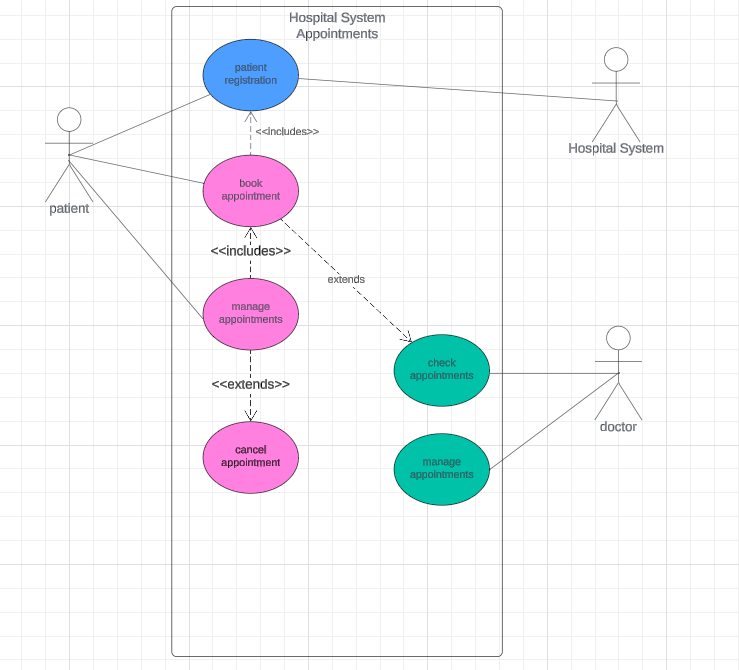 Hospital System
Appointments
patient
registration
<<includes>>
Hospital System
book
appointment
patient
<<includes>>
extends
manage
appointments
check
appointments
<<extends>>
doctor
cancel
appointment
manage
appointments